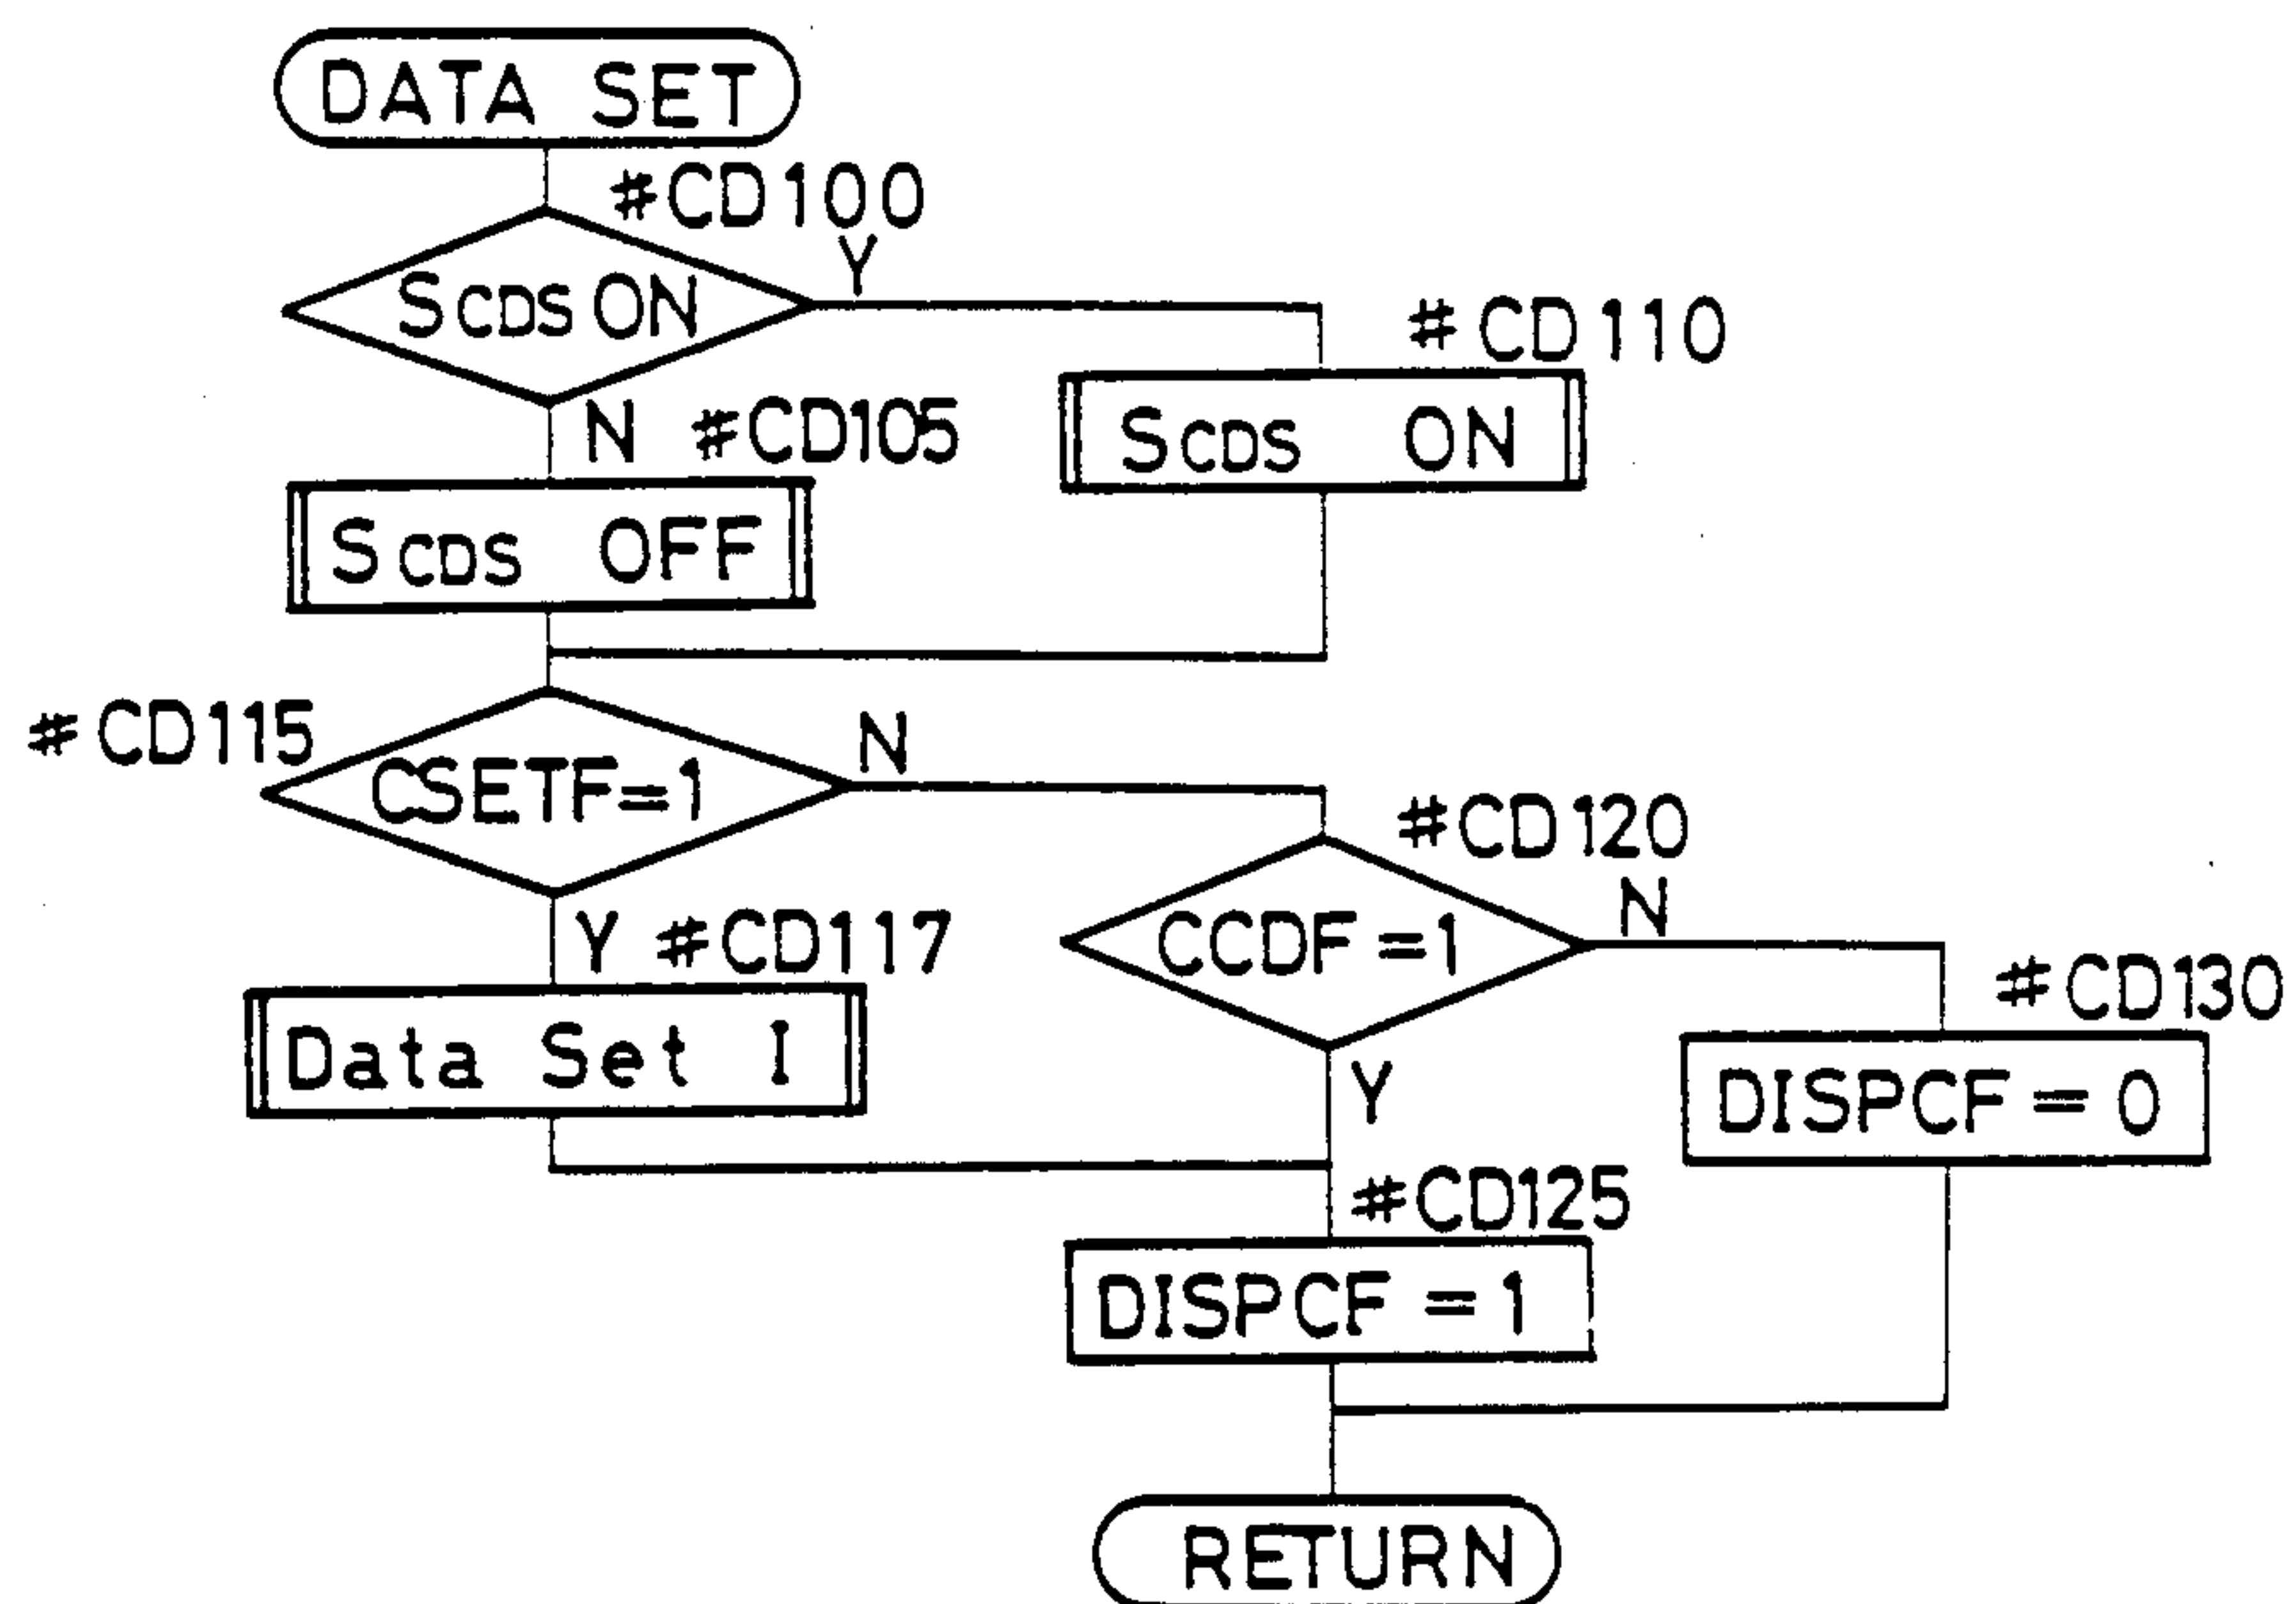 DATA SET
#CD100
SCDS ON
Y
#CD110
SCDS ON
N #CD105
SCDS OFF
#CD115
CSETF=1
N
#CD120
CCDF=1
N
Y #CD117
Data Set I
#CD130
DISPCF=0
Y
#CD125
DISPCF=1
RETURN